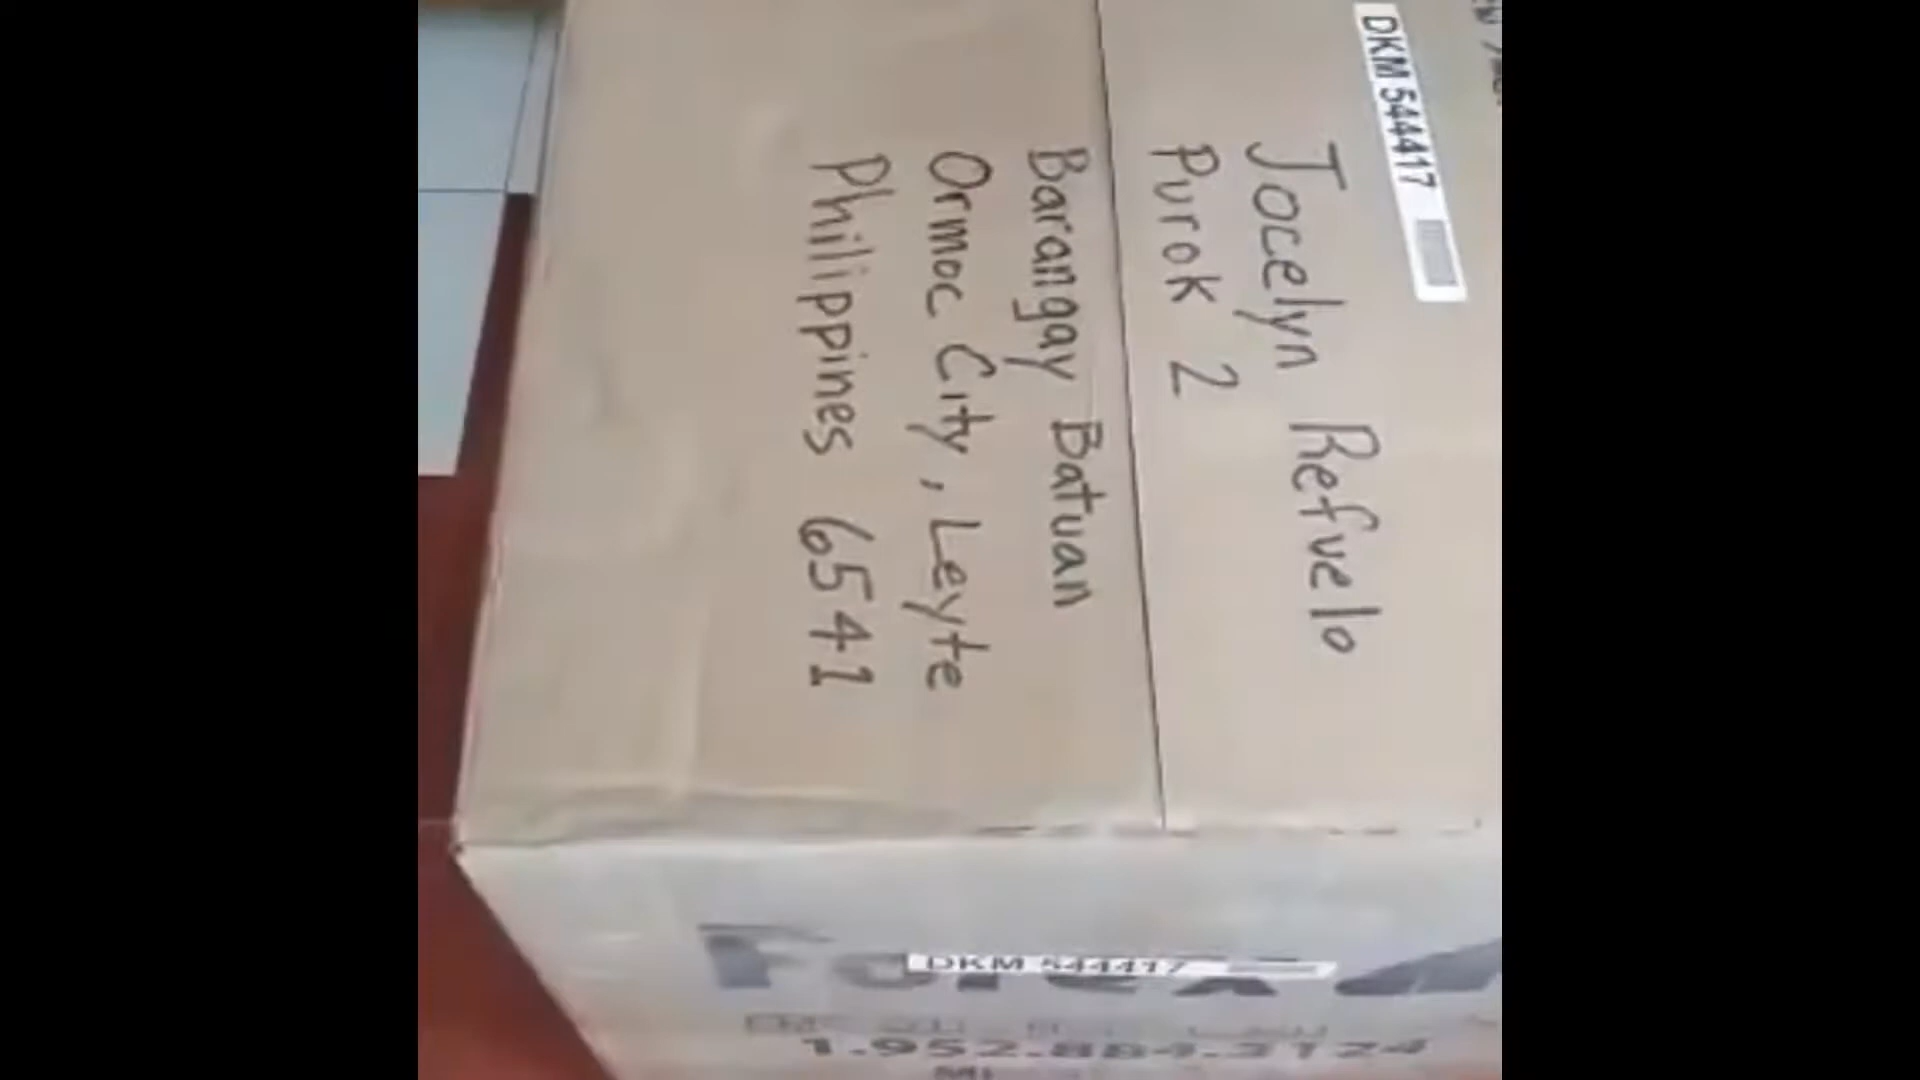 DKM 544417
Jocelyn Refuelo
Purok 2
Barangay Batuan
Ormoc City, Leyte
Philippines 6541
Forex
DKM 544417
1.952.884.3124